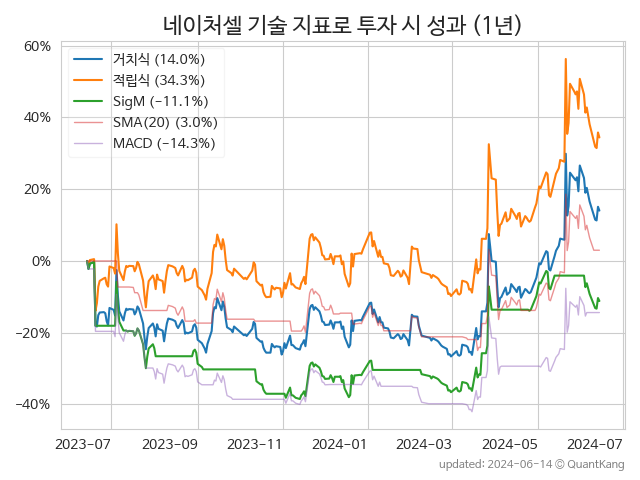 네이처셀 기술 지표로 투자 시 성과 (1년)
60%
40%
20%
0%
−20%
−40%
거치식 (14.0%)
적립식 (34.3%)
SigM (−11.1%)
SMA(20) (3.0%)
MACD (−14.3%)
2023-07
2023-09
2023-11
2024-01
2024-03
2024-05
2024-07
updated: 2024-06-14 © QuantKang